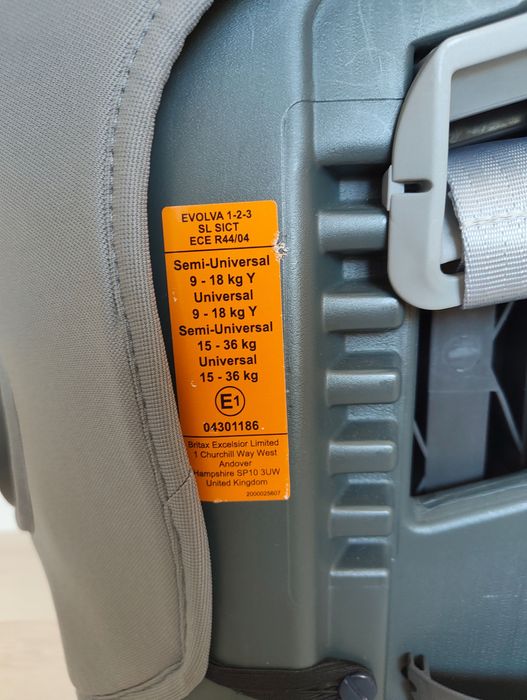 EVOLVA 1-2-3
SL SICT
ECE R44/04
Semi-Universal
9 - 18 kg Y
Universal
9 - 18 kg Y
Semi-Universal
15 - 36 kg
Universal
15 - 36 kg
E1
04301186
Britax Excelsior Limited
1 Churchill Way West
Andover
Hampshire SP10 3UW
United Kingdom
2000025607